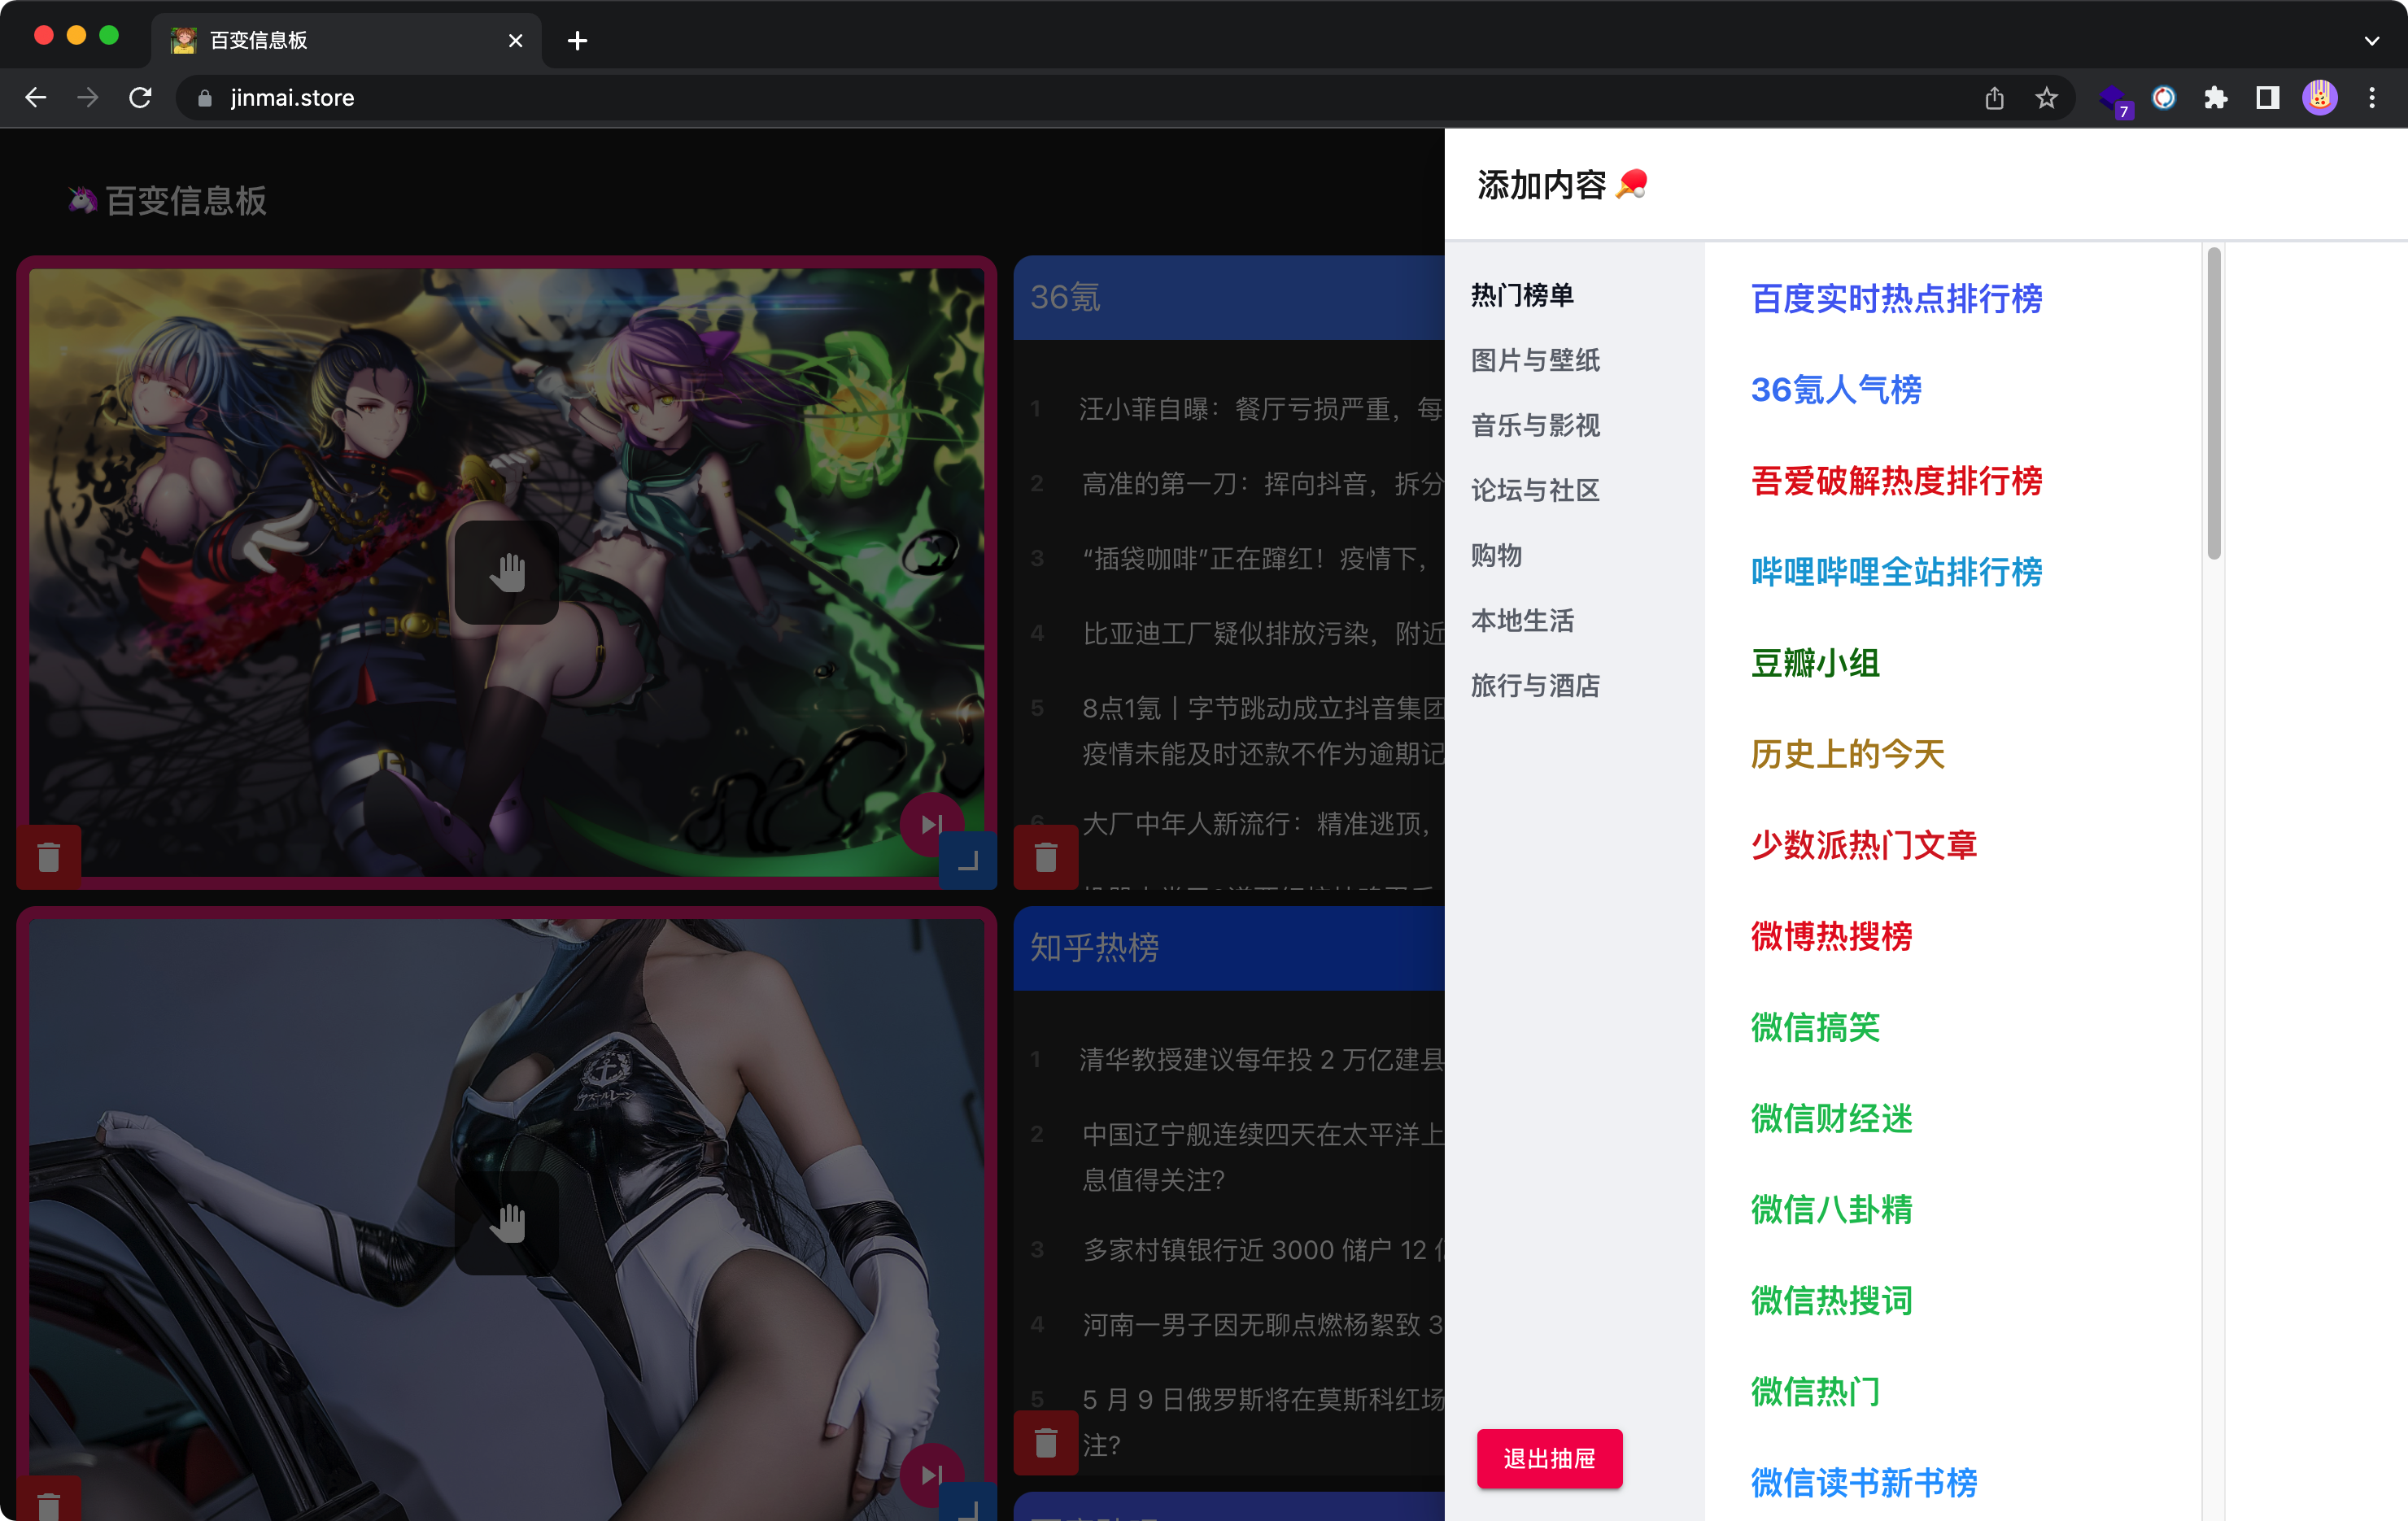 百变信息板
jinmai.store
7
🦄 百变信息板
36氪
1 汪小菲自曝：餐厅亏损严重，每
2 高准的第一刀：挥向抖音，拆分
3 “插袋咖啡”正在蹿红！疫情下，
4 比亚迪工厂疑似排放污染，附近
5 8点1氪丨字节跳动成立抖音集团
疫情未能及时还款不作为逾期记
6 大厂中年人新流行：精准逃顶，
知乎热榜
1 清华教授建议每年投 2 万亿建县
2 中国辽宁舰连续四天在太平洋上
息值得关注？
3 多家村镇银行近 3000 储户 12
4 河南一男子因无聊点燃杨絮致 3
5 5 月 9 日俄罗斯将在莫斯科红场
注？
アズールレーン
添加内容 🏓
热门榜单
图片与壁纸
音乐与影视
论坛与社区
购物
本地生活
旅行与酒店
退出抽屉
百度实时热点排行榜
36氪人气榜
吾爱破解热度排行榜
哔哩哔哩全站排行榜
豆瓣小组
历史上的今天
少数派热门文章
微博热搜榜
微信搞笑
微信财经迷
微信八卦精
微信热搜词
微信热门
微信读书新书榜